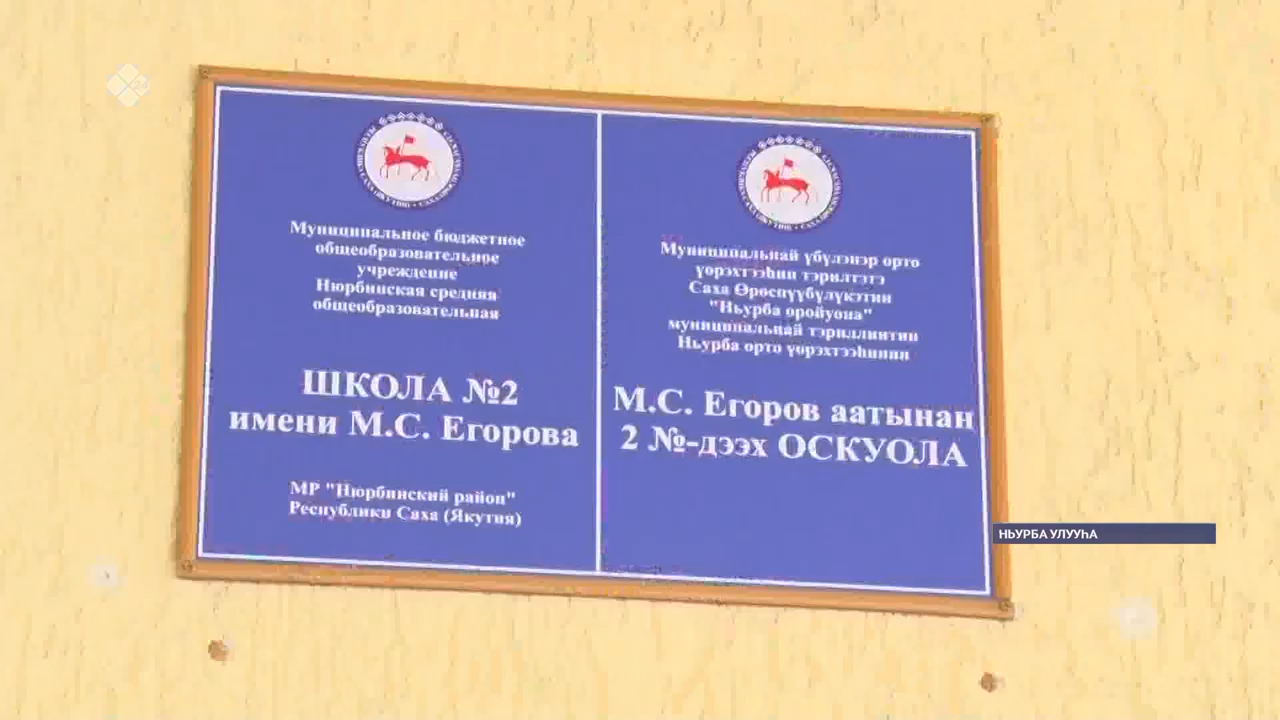 Муниципальное бюджетное
общеобразовательное
учреждение
Нюрбинская средняя
общеобразовательная
ШКОЛА №2
имени М.С. Егорова
МР "Нюрбинский район"
Республики Саха (Якутия)
Муниципальнай үбүлэнэр орто
үөрэхтээһин тэрилтэтэ
Саха Өрөспүүбүлүкэтин
"Ньурба оройуона"
муниципальнай тэриллиитин
Ньурба орто үөрэхтээһиннии
М.С. Егоров аатынан
2 №-дээх ОСКУОЛА
НЬУРБА УЛУУҺА
24